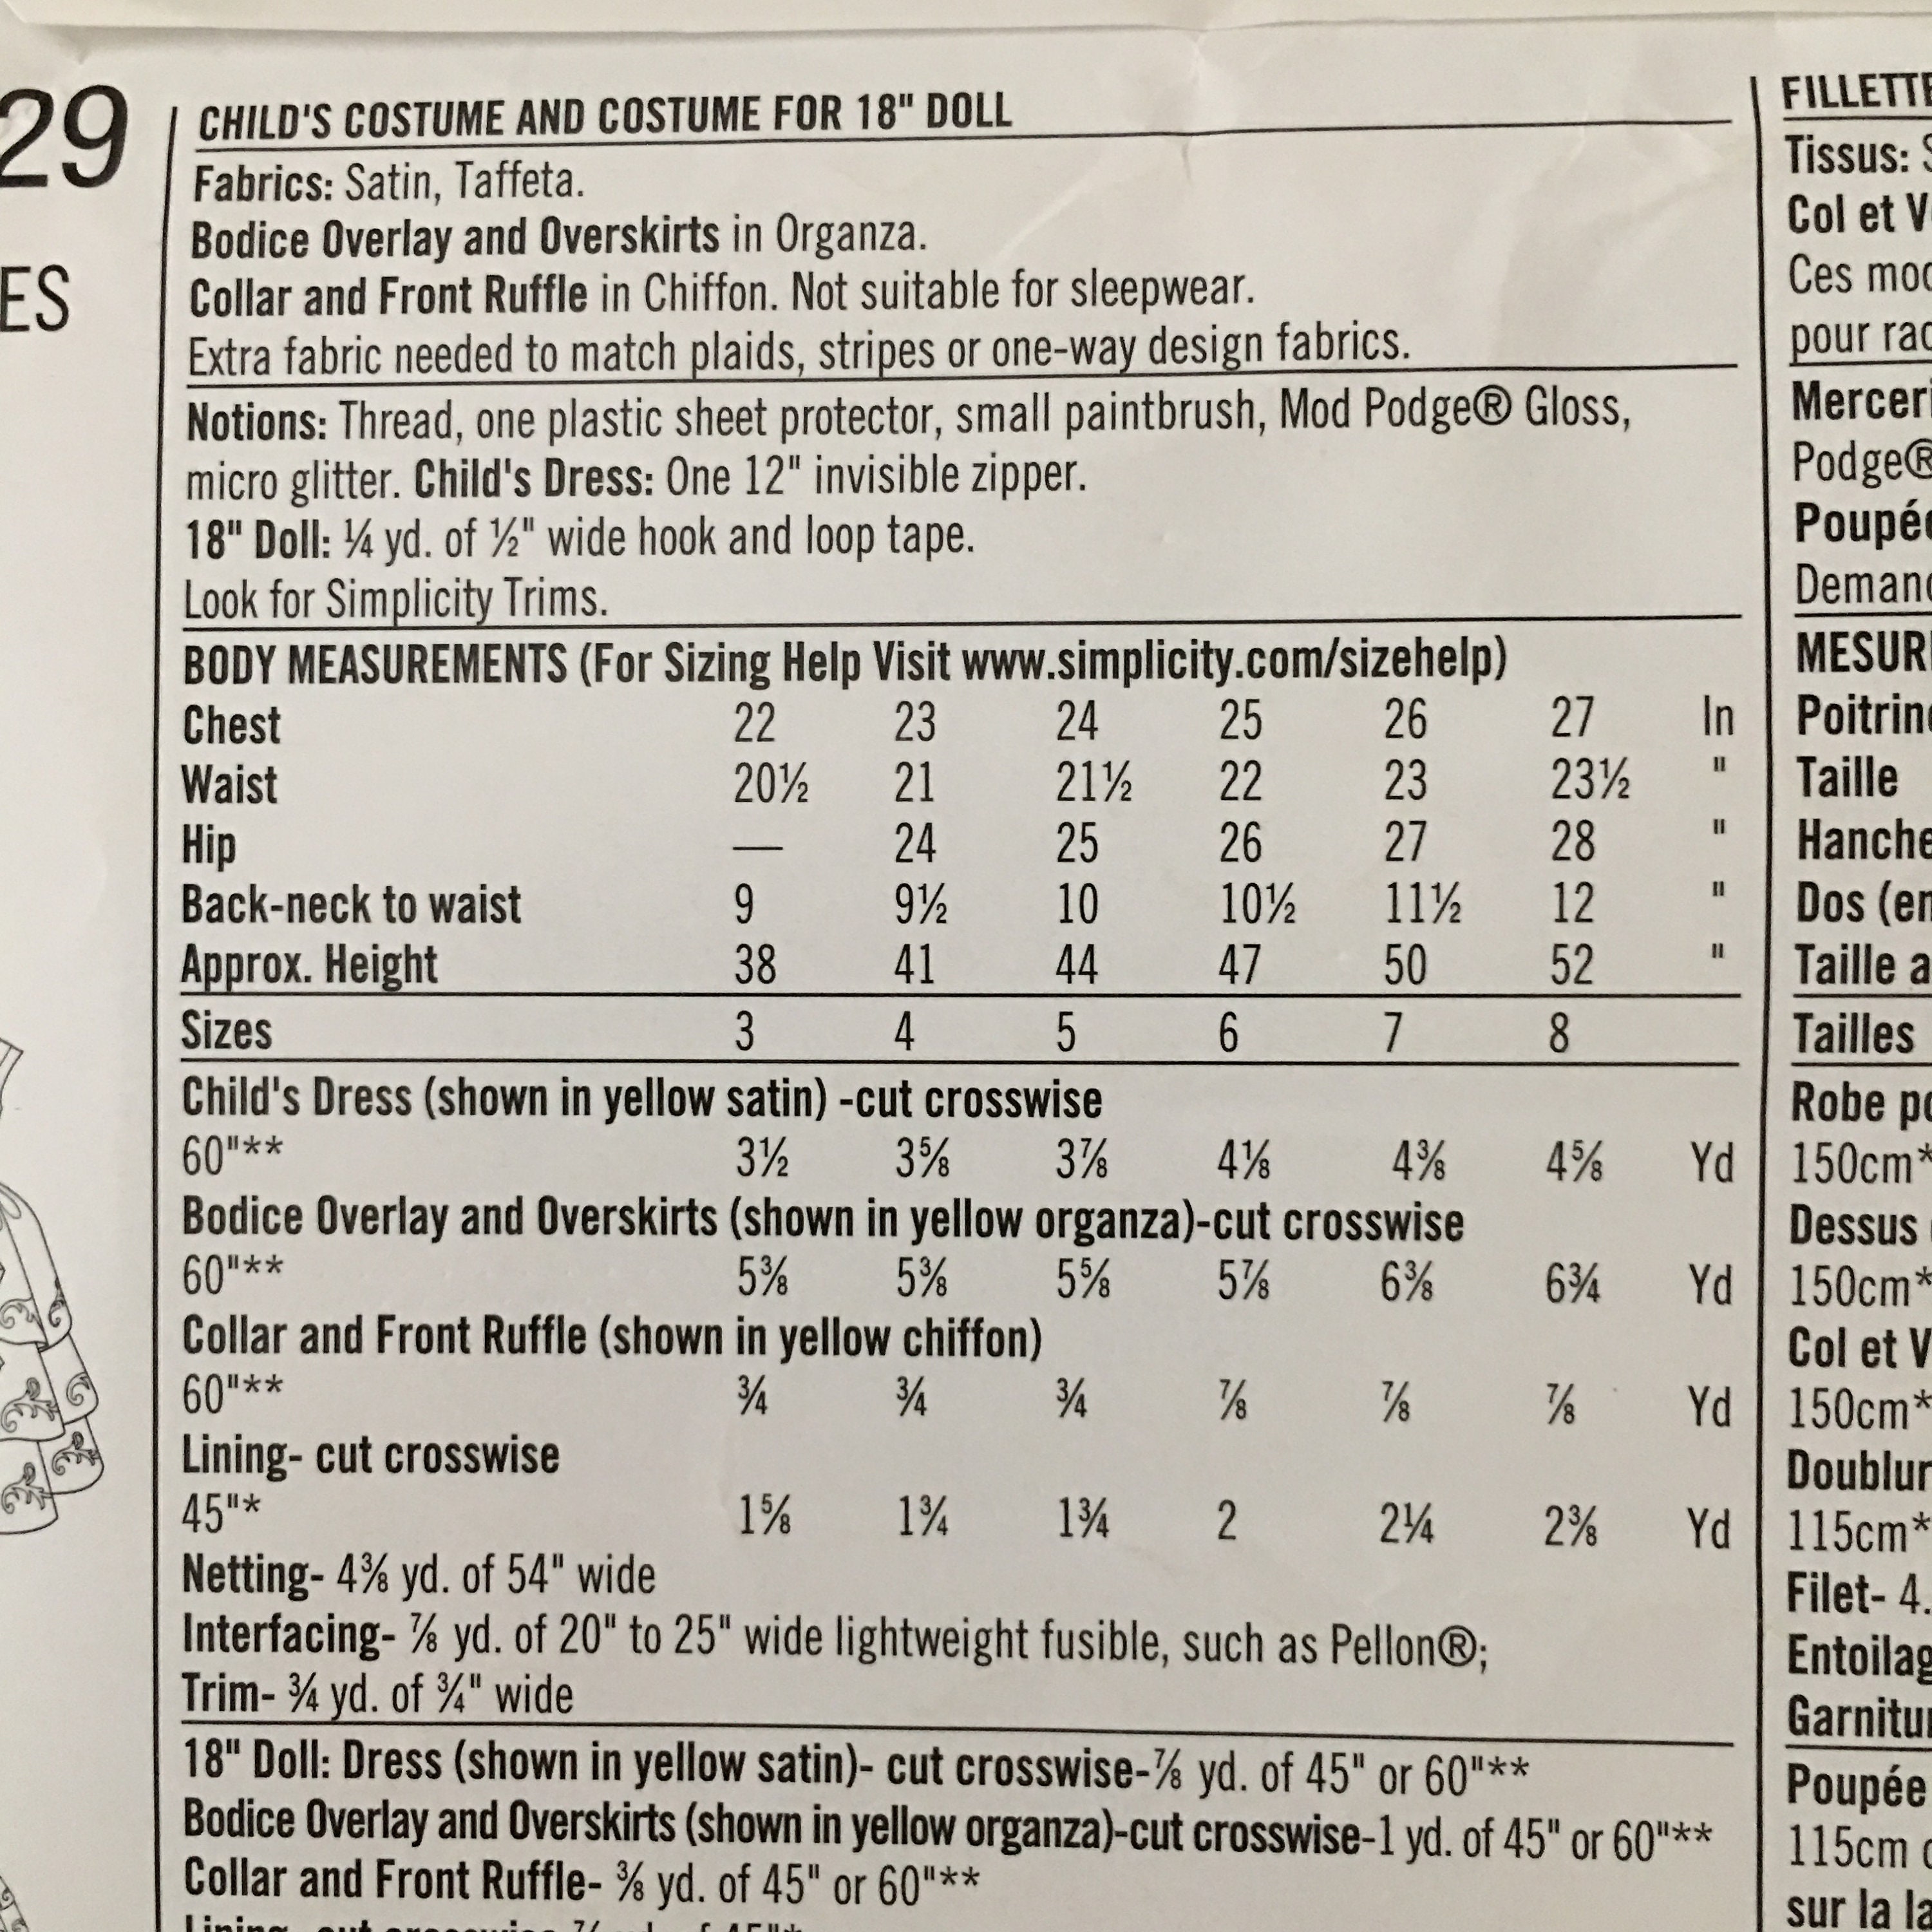 29
ES
CHILD'S COSTUME AND COSTUME FOR 18" DOLL
Fabrics: Satin, Taffeta.
Bodice Overlay and Overskirts in Organza.
Collar and Front Ruffle in Chiffon. Not suitable for sleepwear.
Extra fabric needed to match plaids, stripes or one-way design fabrics.
Notions: Thread, one plastic sheet protector, small paintbrush, Mod Podge® Gloss,
micro glitter. Child's Dress: One 12" invisible zipper.
18" Doll: ¼ yd. of ½" wide hook and loop tape.
Look for Simplicity Trims.
BODY MEASUREMENTS (For Sizing Help Visit www.simplicity.com/sizehelp)
Chest 22 23 24 25 26 27 In
Waist 20½ 21 21½ 22 23 23½ "
Hip — 24 25 26 27 28 "
Back-neck to waist 9 9½ 10 10½ 11½ 12 "
Approx. Height 38 41 44 47 50 52 "
Sizes 3 4 5 6 7 8
Child's Dress (shown in yellow satin) -cut crosswise
60"** 3½ 3⅝ 3⅞ 4⅛ 4⅜ 4⅝ Yd
Bodice Overlay and Overskirts (shown in yellow organza)-cut crosswise
60"** 5⅜ 5⅜ 5⅝ 5⅞ 6⅜ 6¾ Yd
Collar and Front Ruffle (shown in yellow chiffon)
60"** ¾ ¾ ¾ ⅞ ⅞ ⅞ Yd
Lining- cut crosswise
45"* 1⅝ 1¾ 1¾ 2 2¼ 2⅜ Yd
Netting- 4⅜ yd. of 54" wide
Interfacing- ⅞ yd. of 20" to 25" wide lightweight fusible, such as Pellon®;
Trim- ¾ yd. of ¾" wide
18" Doll: Dress (shown in yellow satin)- cut crosswise-⅞ yd. of 45" or 60"**
Bodice Overlay and Overskirts (shown in yellow organza)-cut crosswise-1 yd. of 45" or 60"**
Collar and Front Ruffle- ⅜ yd. of 45" or 60"**
FILLETTE
Tissus: S
Col et V
Ces mod
pour rac
Merceri
Podge®
Poupée
Demand
MESUR
Poitrine
Taille
Hanche
Dos (en
Taille a
Tailles
Robe po
150cm*
Dessus
150cm*
Col et V
150cm*
Doublur
115cm*
Filet- 4.
Entoilag
Garnitur
Poupée
115cm
sur la la